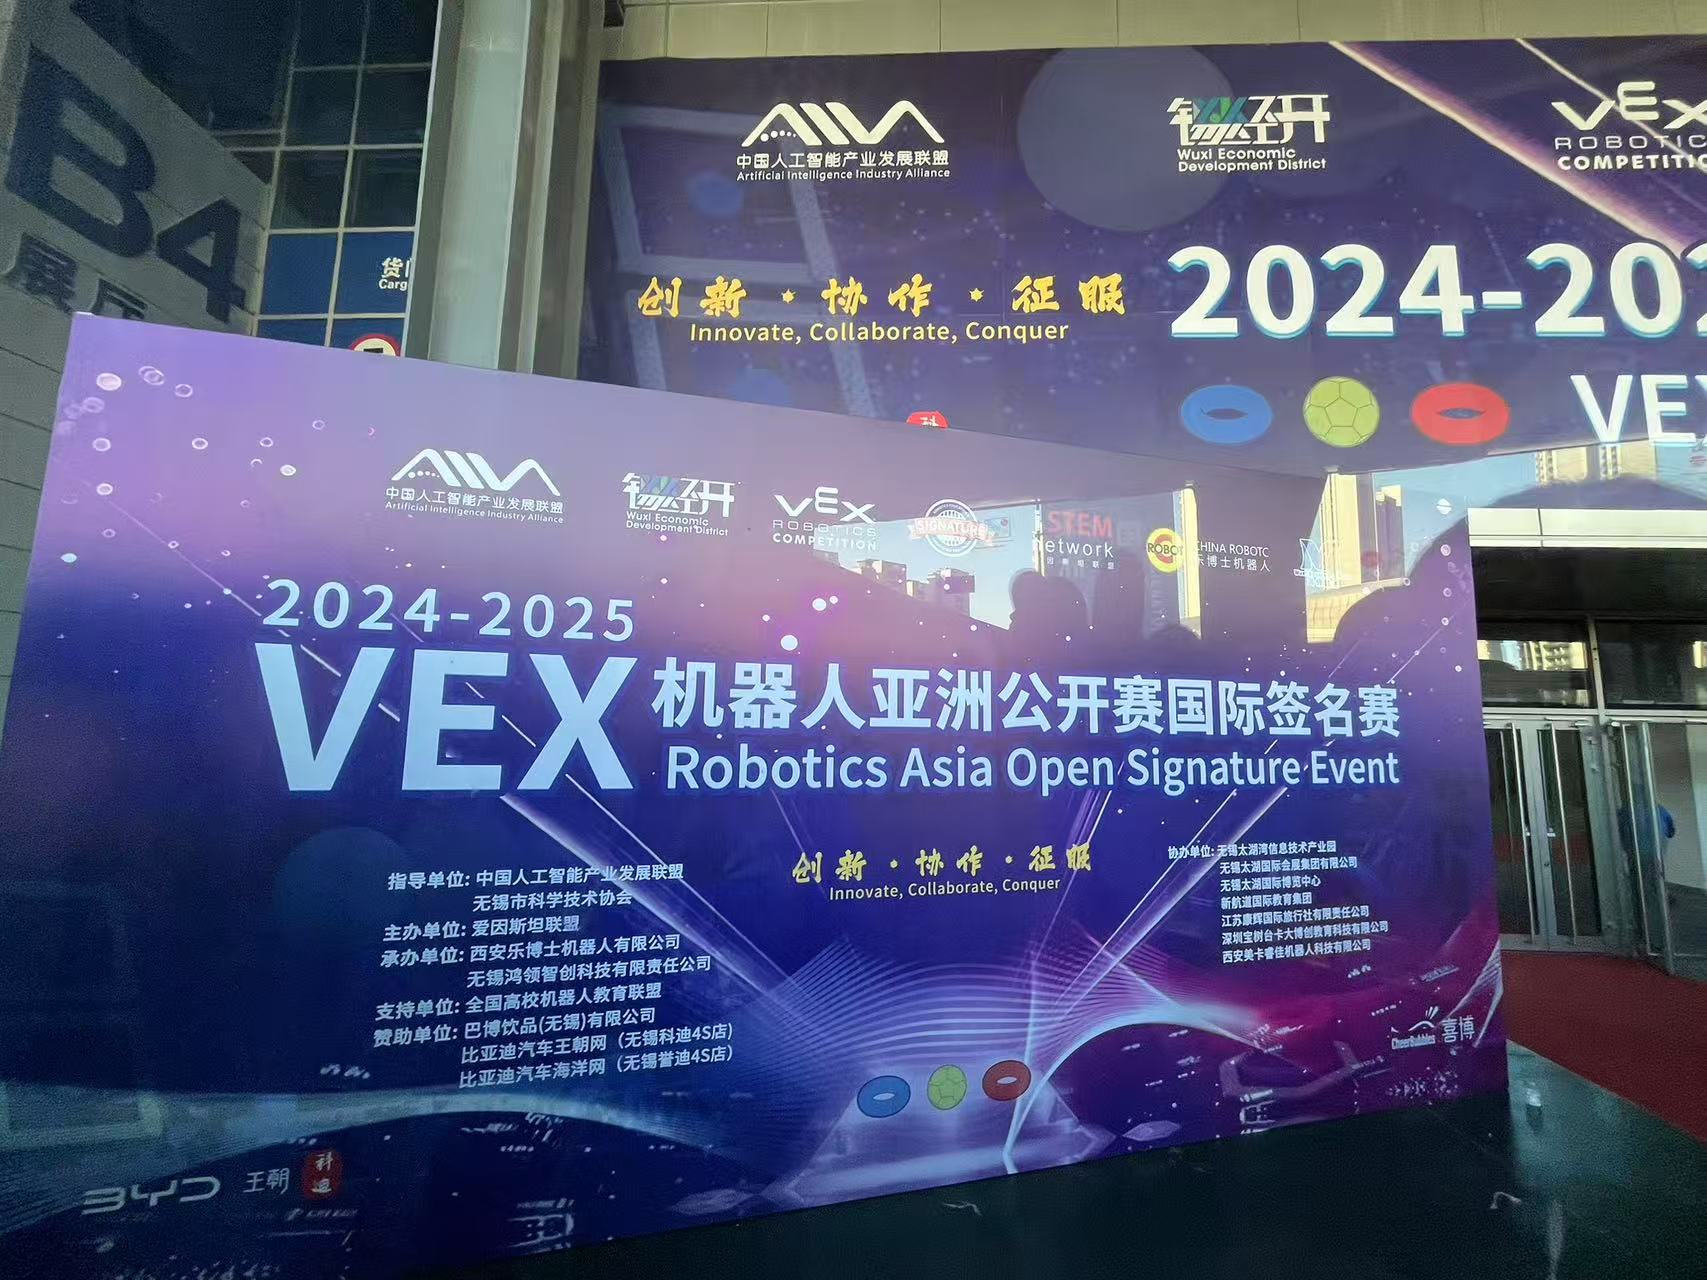 B4
展厅
货
中国人工智能产业发展联盟
Artificial Intelligence Industry Alliance
锡经开
Wuxi Economic
Development District
VEX
ROBOTIC
COMPETITIO
创新·协作·征服
Innovate, Collaborate, Conquer
2024-202
VEX
中国人工智能产业发展联盟
Artificial Intelligence Industry Alliance
锡经开
Wuxi Economic
Development District
VEX
ROBOTICS
COMPETITION
SIGNATURE
STEM
network
ROBOT
CHINA ROBOTC
乐博士机器人
2024-2025
VEX机器人亚洲公开赛国际签名赛
Robotics Asia Open Signature Event
创新·协作·征服
Innovate, Collaborate, Conquer
指导单位: 中国人工智能产业发展联盟
无锡市科学技术协会
主办单位: 爱因斯坦联盟
承办单位: 西安乐博士机器人有限公司
无锡鸿领智创科技有限责任公司
支持单位: 全国高校机器人教育联盟
赞助单位: 巴博饮品(无锡)有限公司
比亚迪汽车王朝网（无锡科迪4S店）
比亚迪汽车海洋网（无锡誉迪4S店）
协办单位: 无锡太湖湾信息技术产业园
无锡太湖国际会展集团有限公司
无锡太湖国际博览中心
新航道国际教育集团
江苏康辉国际旅行社有限责任公司
深圳宝树台卡大博创教育科技有限公司
西安美卡睿佳机器人科技有限公司
CheerBubbles 喜博
BYD 王朝 科迪